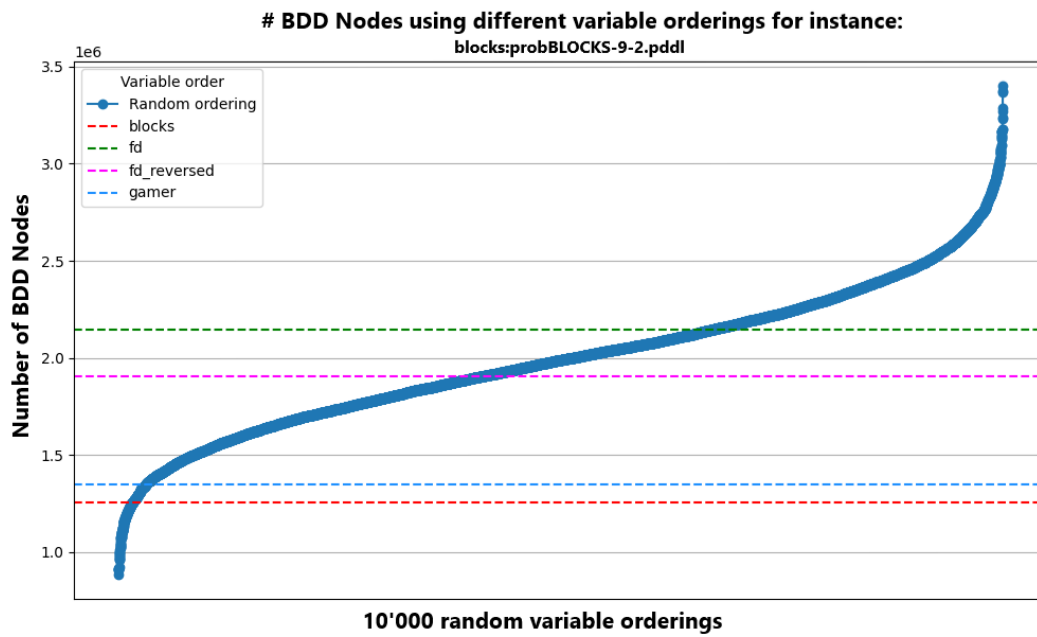 # BDD Nodes using different variable orderings for instance:
blocks:probBLOCKS-9-2.pddl
1e6
3.5
3.0
2.5
2.0
1.5
1.0
Number of BDD Nodes
Variable order
Random ordering
blocks
fd
fd_reversed
gamer
10'000 random variable orderings